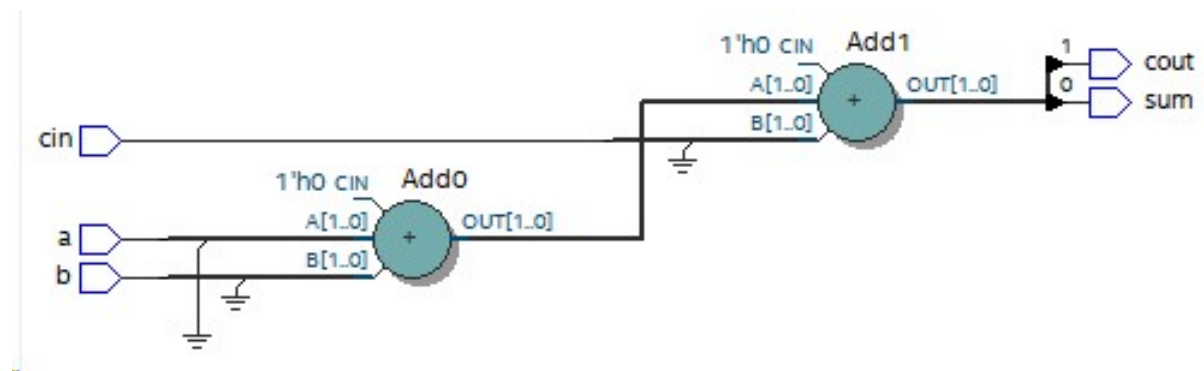 1'h0 CIN Add1
A[1..0] OUT[1..0]
B[1..0]
1 cout
0 sum
cin
1'h0 CIN Add0
a A[1..0] OUT[1..0]
b B[1..0]
+
+